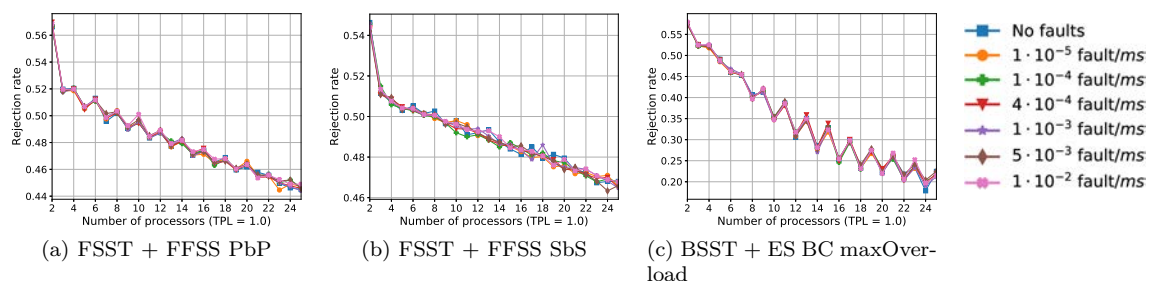 0.56
0.54
0.52
0.50
0.48
0.46
0.44
Rejection rate
2 4 6 8 10 12 14 16 18 20 22 24
Number of processors (TPL = 1.0)
(a) FSST + FFSS PbP
0.54
0.52
0.50
0.48
0.46
Rejection rate
2 4 6 8 10 12 14 16 18 20 22 24
Number of processors (TPL = 1.0)
(b) FSST + FFSS SbS
0.55
0.50
0.45
0.40
0.35
0.30
0.25
0.20
Rejection rate
2 4 6 8 10 12 14 16 18 20 22 24
Number of processors (TPL = 1.0)
(c) BSST + ES BC maxOver-
load
No faults
1·10⁻⁵ fault/ms
1·10⁻⁴ fault/ms
4·10⁻⁴ fault/ms
1·10⁻³ fault/ms
5·10⁻³ fault/ms
1·10⁻² fault/ms